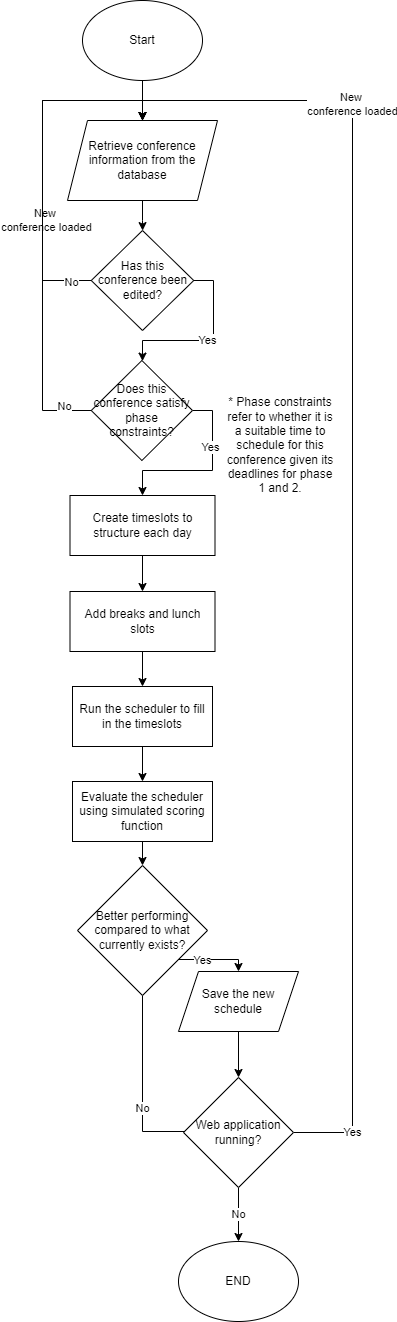 Start
New
conference loaded
Retrieve conference
information from the
database
New
conference loaded
Has this
conference been
edited?
No
Yes
Does this
conference satisfy
phase
constraints?
No
Yes
* Phase constraints
refer to whether it is
a suitable time to
schedule for this
conference given its
deadlines for phase
1 and 2.
Create timeslots to
structure each day
Add breaks and lunch
slots
Run the scheduler to fill
in the timeslots
Evaluate the scheduler
using simulated scoring
function
Better performing
compared to what
currently exists?
Yes
Save the new
schedule
No
Web application
running?
Yes
No
END